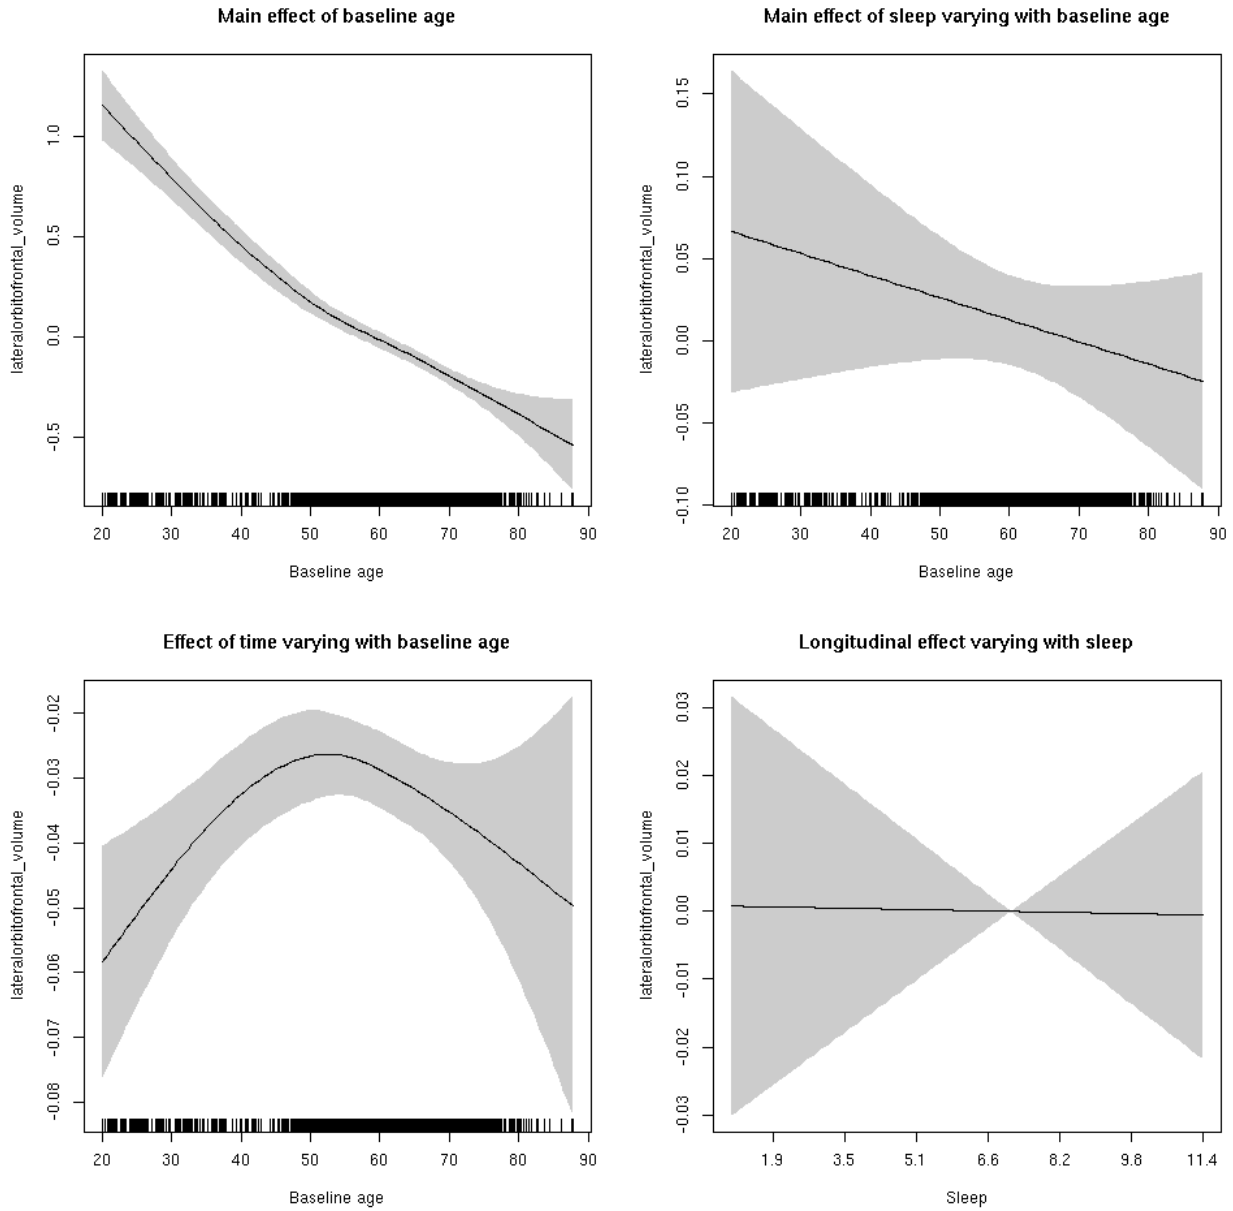 Main effect of baseline age
lateralorbitofrontal_volume
1.0
0.5
0.0
-0.5
20 30 40 50 60 70 80 90
Baseline age
Main effect of sleep varying with baseline age
lateralorbitofrontal_volume
0.15
0.10
0.05
0.00
-0.05
-0.10
20 30 40 50 60 70 80 90
Baseline age
Effect of time varying with baseline age
lateralorbitofrontal_volume
-0.02
-0.03
-0.04
-0.05
-0.06
-0.07
-0.08
20 30 40 50 60 70 80 90
Baseline age
Longitudinal effect varying with sleep
lateralorbitofrontal_volume
0.03
0.02
0.01
0.00
-0.01
-0.02
-0.03
1.9 3.5 5.1 6.6 8.2 9.8 11.4
Sleep